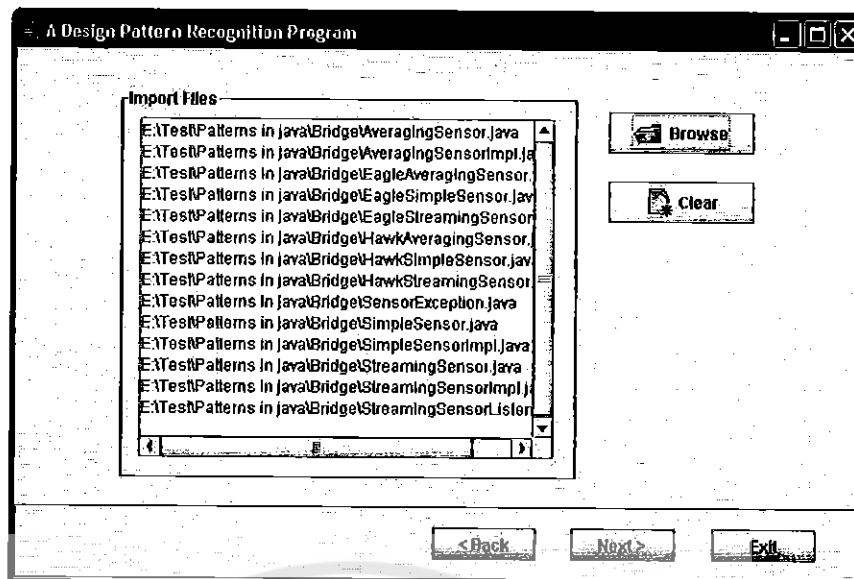 A Design Pattern Recognition Program
Import Files
E:\Test\Patterns in java\Bridge\AveragingSensor.java
E:\Test\Patterns in java\Bridge\AveragingSensorImpl.ja
E:\Test\Patterns in java\Bridge\EagleAveragingSensor.
E:\Test\Patterns in java\Bridge\EagleSimpleSensor.jav
E:\Test\Patterns in java\Bridge\EagleStreamingSensor
E:\Test\Patterns in java\Bridge\HawkAveragingSensor.j
E:\Test\Patterns in java\Bridge\HawkSimpleSensor.jav
E:\Test\Patterns in java\Bridge\HawkStreamingSensor.
E:\Test\Patterns in java\Bridge\SensorException.java
E:\Test\Patterns in java\Bridge\SimpleSensor.java
E:\Test\Patterns in java\Bridge\SimpleSensorImpl.java
E:\Test\Patterns in java\Bridge\StreamingSensor.java
E:\Test\Patterns in java\Bridge\StreamingSensorImpl.ja
E:\Test\Patterns in java\Bridge\StreamingSensorListen
Browse
Clear
< Back
Next >
Exit